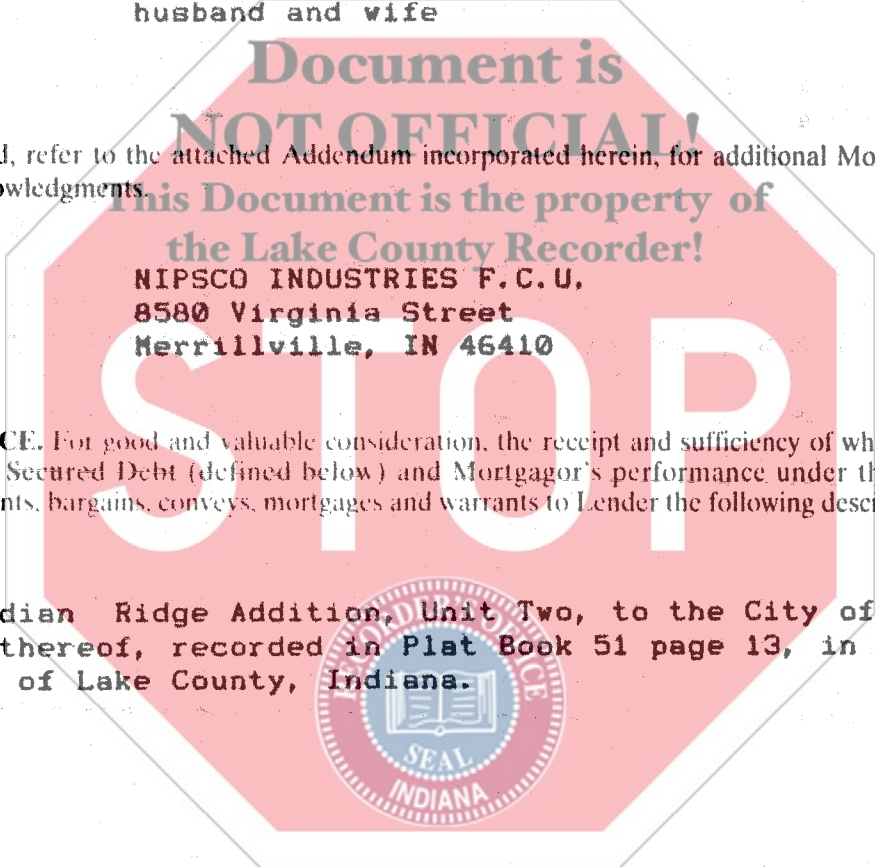 husband and wife
Document is
NOT OFFICIAL!
, refer to the attached Addendum incorporated herein, for additional Mo
wledgments.
This Document is the property of
the Lake County Recorder!
NIPSCO INDUSTRIES F.C.U.
8580 Virginia Street
Merrillville, IN 46410
STOP
CE. For good and valuable consideration, the receipt and sufficiency of wh
Secured Debt (defined below) and Mortgagor's performance under th
nts, bargains, conveys, mortgages and warrants to Lender the following desc
dian Ridge Addition, Unit Two, to the City of
thereof, recorded in Plat Book 51 page 13, in
of Lake County, Indiana.
RECORDER'S OFFICE
SEAL
INDIANA